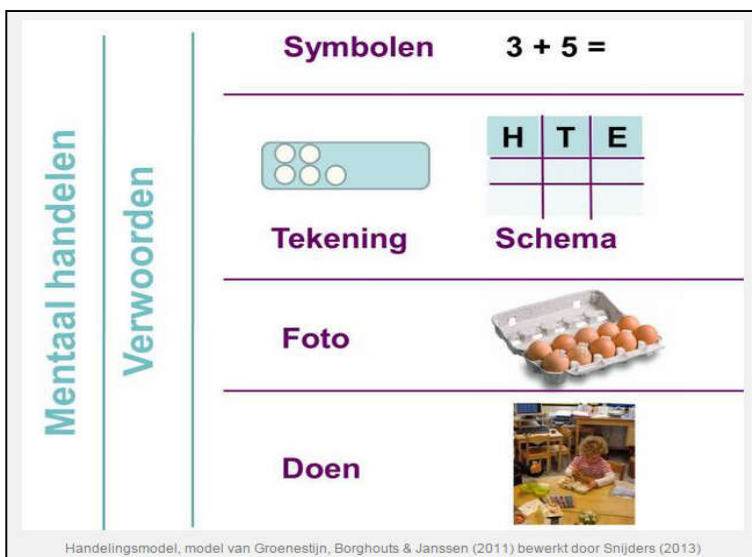 Mentaal handelen
Verwoorden
Symbolen 3 + 5 =
H T E
Tekening Schema
Foto
Doen
Handelingsmodel, model van Groenestijn, Borghouts & Janssen (2011) bewerkt door Snijders (2013)